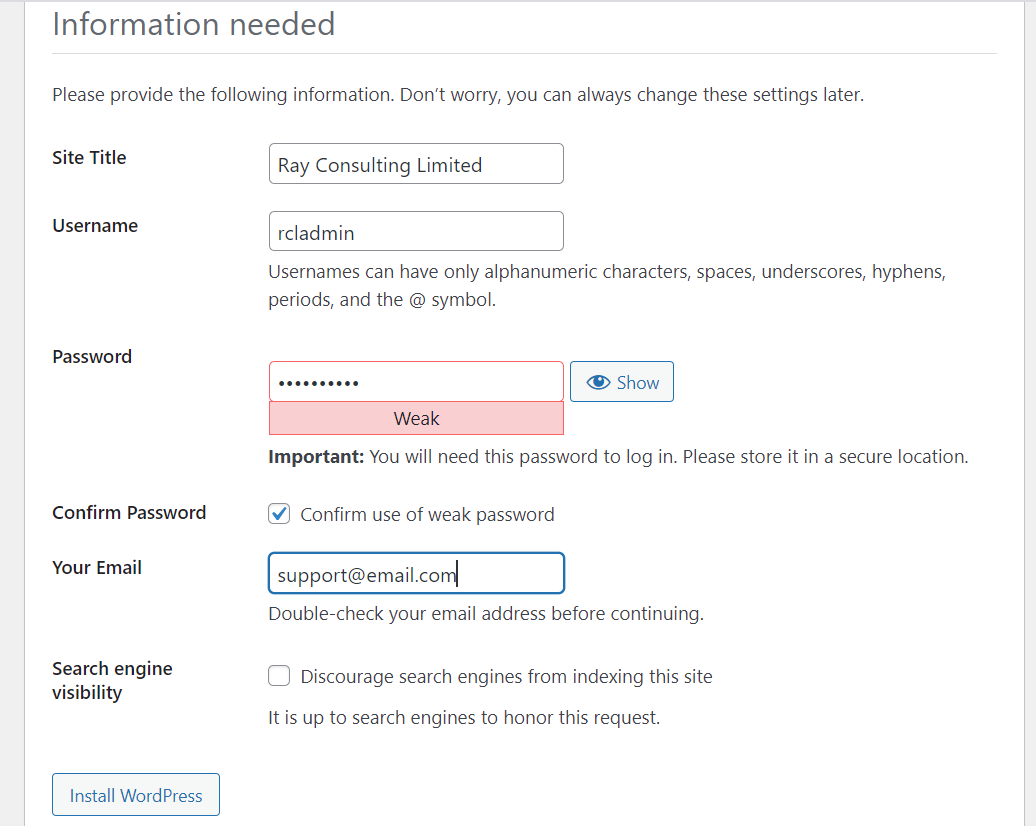 Information needed
Please provide the following information. Don’t worry, you can always change these settings later.
Site Title
Ray Consulting Limited
Username
rcladmin
Usernames can have only alphanumeric characters, spaces, underscores, hyphens,
periods, and the @ symbol.
Password
••••••••••
Show
Weak
Important: You will need this password to log in. Please store it in a secure location.
Confirm Password
Confirm use of weak password
Your Email
support@email.com
Double-check your email address before continuing.
Search engine
visibility
Discourage search engines from indexing this site
It is up to search engines to honor this request.
Install WordPress